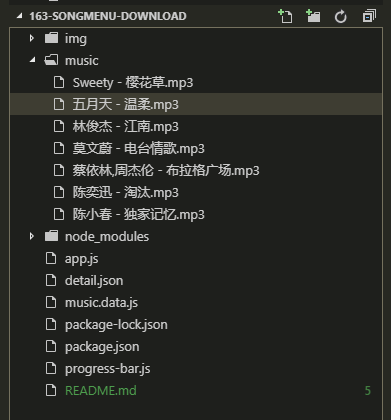 163-SONGMENU-DOWNLOAD
img
music
Sweety - 樱花草.mp3
五月天 - 温柔.mp3
林俊杰 - 江南.mp3
莫文蔚 - 电台情歌.mp3
蔡依林,周杰伦 - 布拉格广场.mp3
陈奕迅 - 淘汰.mp3
陈小春 - 独家记忆.mp3
node_modules
app.js
detail.json
music.data.js
package-lock.json
package.json
progress-bar.js
README.md 5